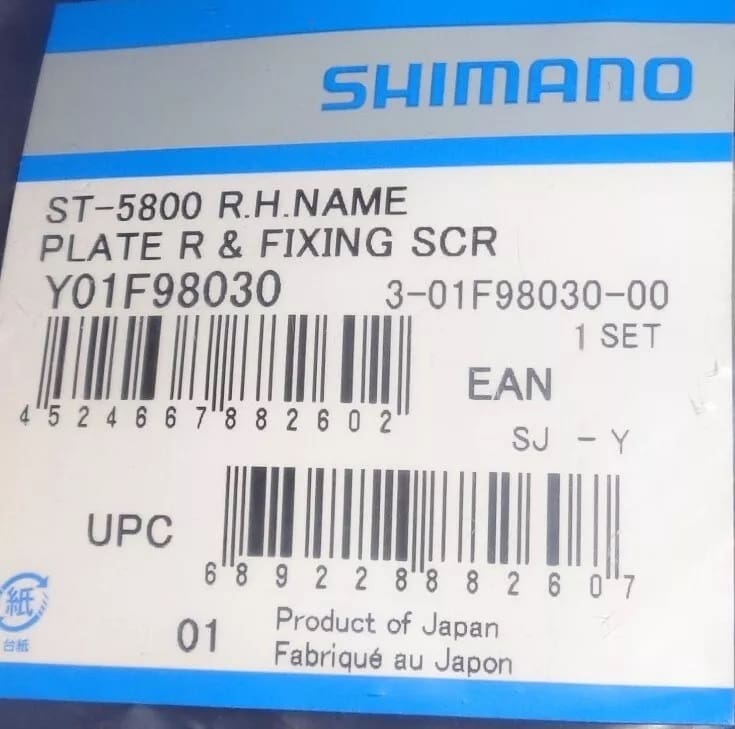 SHIMANO
ST-5800 R.H.NAME
PLATE R & FIXING SCR
Y01F98030 3-01F98030-00
1 SET
EAN
4 524667 882602
SJ - Y
UPC
6 89228 88260 7
紙
台紙
01
Product of Japan
Fabriqué au Japon